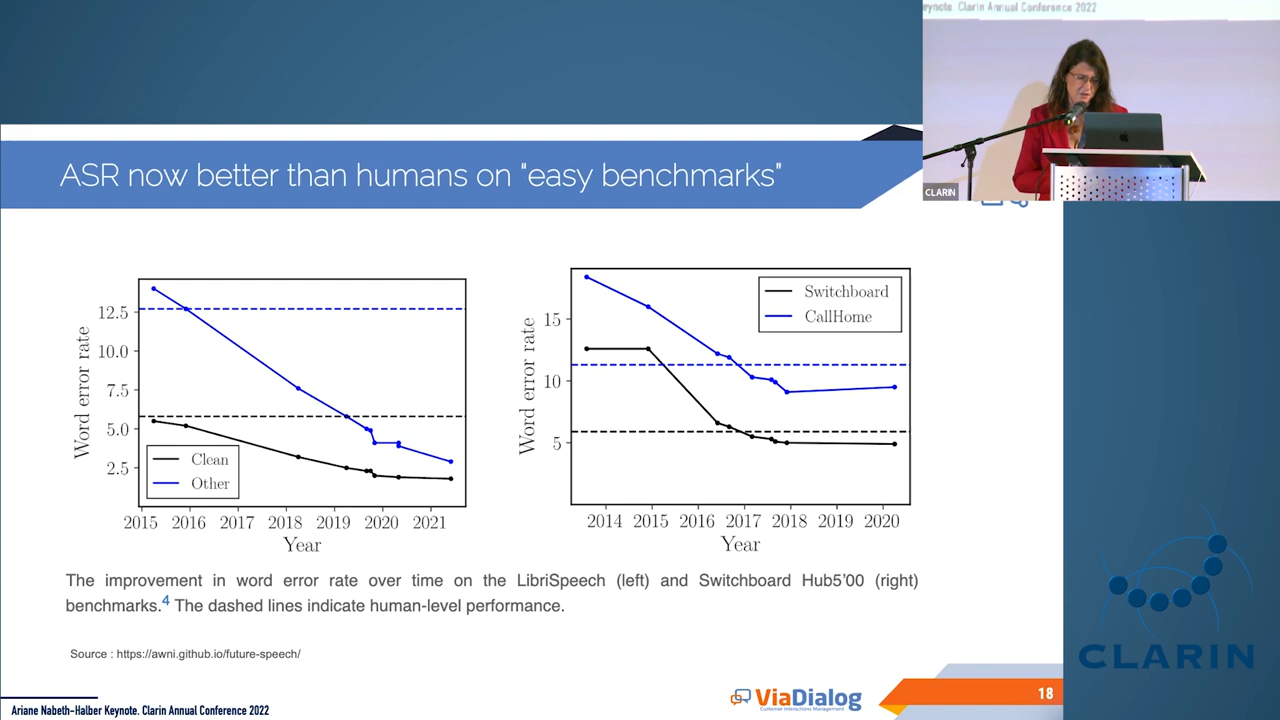 eynote. Clarin Annual Conference 2022
CLARIN
ASR now better than humans on "easy benchmarks"
Word error rate
12.5
10.0
7.5
5.0
2.5
Clean
Other
2015 2016 2017 2018 2019 2020 2021
Year
Word error rate
15
10
5
Switchboard
CallHome
2014 2015 2016 2017 2018 2019 2020
Year
The improvement in word error rate over time on the LibriSpeech (left) and Switchboard Hub5'00 (right)
benchmarks.4 The dashed lines indicate human-level performance.
Source : https://awni.github.io/future-speech/
CLARIN
Ariane Nabeth-Halber Keynote. Clarin Annual Conference 2022
ViaDialog
Customer Interactions Management
18